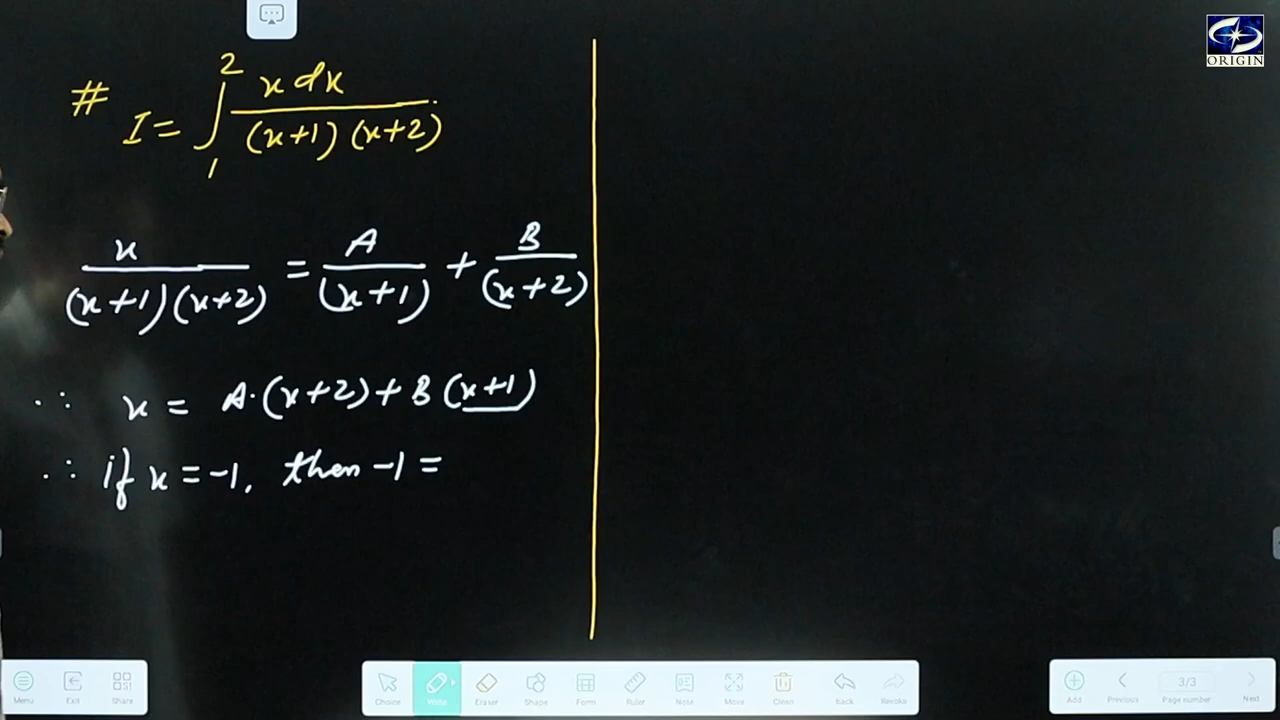 # I = ∫₁² x dx / (x+1)(x+2)
x / (x+1)(x+2) = A / (x+1) + B / (x+2)
∴ x = A·(x+2) + B(x+1)
∴ if x = -1, then -1 =
ORIGIN
Menu Exit Share Choice Write Eraser Shape Form Ruler Note Move Clean Back Revoke Add Previous 3/3 Page number Next